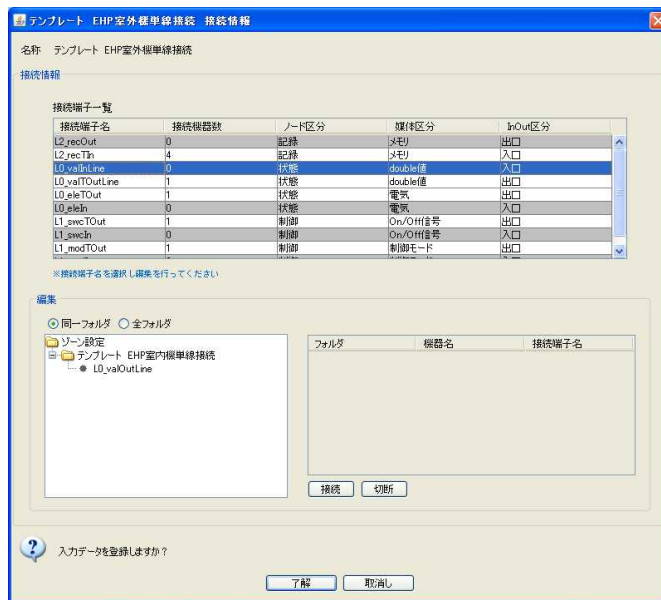 テンプレート EHP室外機単線接続 接続情報
名称 テンプレート EHP室外機単線接続
接続情報
接続端子一覧
接続端子名 接続機器数 ノード区分 媒体区分 InOut区分
L2_recOut 0 記録 メモリ 出口
L2_recTIn 4 記録 メモリ 入口
L0_valInLine 0 状態 double値 入口
L0_valTOutLine 1 状態 double値 出口
L0_eleTOut 1 状態 電気 出口
L0_eleIn 0 状態 電気 入口
L1_swcTOut 1 制御 On/Off信号 出口
L1_swcIn 0 制御 On/Off信号 入口
L1_modTOut 1 制御 制御モード 出口
※接続端子名を選択し編集を行ってください
編集
同一フォルダ 全フォルダ
ゾーン設定
テンプレート EHP室内機単線接続
L0_valOutLine
フォルダ 機器名 接続端子名
接続 切断
入力データを登録しますか？
了解 取消し